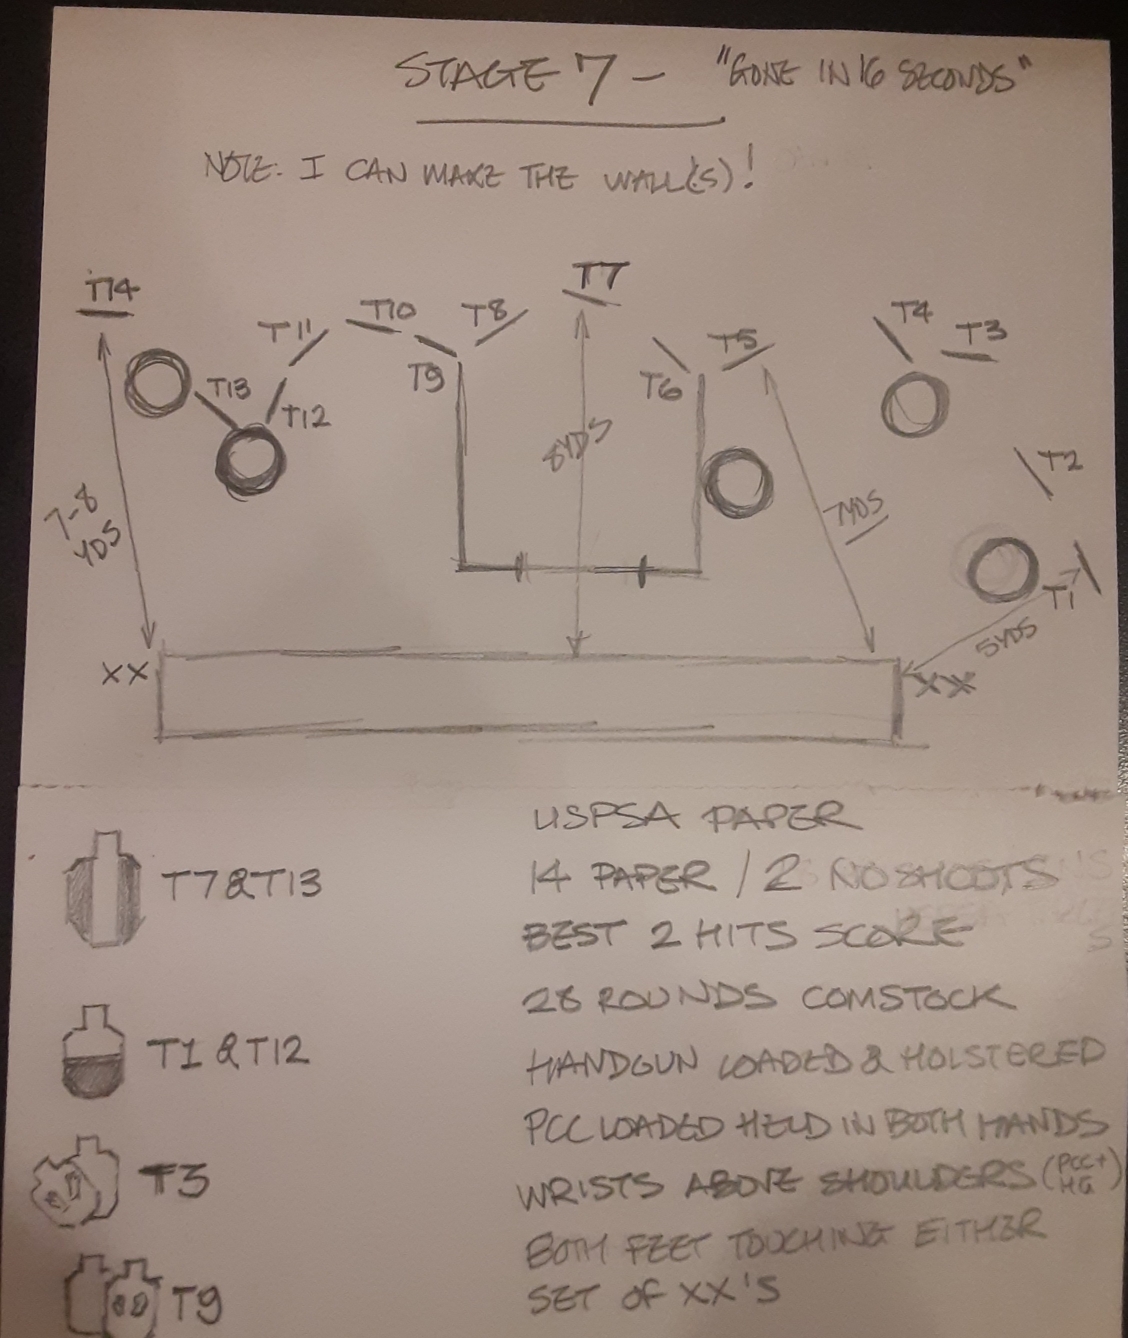 STAGE 7 - "GONE IN 16 SECONDS"
NOTE: I CAN MAKE THE WALL(S)!
T14
T11
T10
T8
T7
T4
T3
T13
T12
T9
T6
T5
T2
8YDS
7-8
YDS
7YDS
T1
5YDS
XX
XX
USPSA PAPER
T7&T13
14 PAPER / 2 NOSHOOTS
BEST 2 HITS SCORE
28 ROUNDS COMSTOCK
T1 & T12
HANDGUN LOADED & HOLSTERED
PCC LOADED HELD IN BOTH HANDS
T3
WRISTS ABOVE SHOULDERS (PCC+
HG)
BOTH FEET TOUCHING EITHER
T9
SET OF XX'S